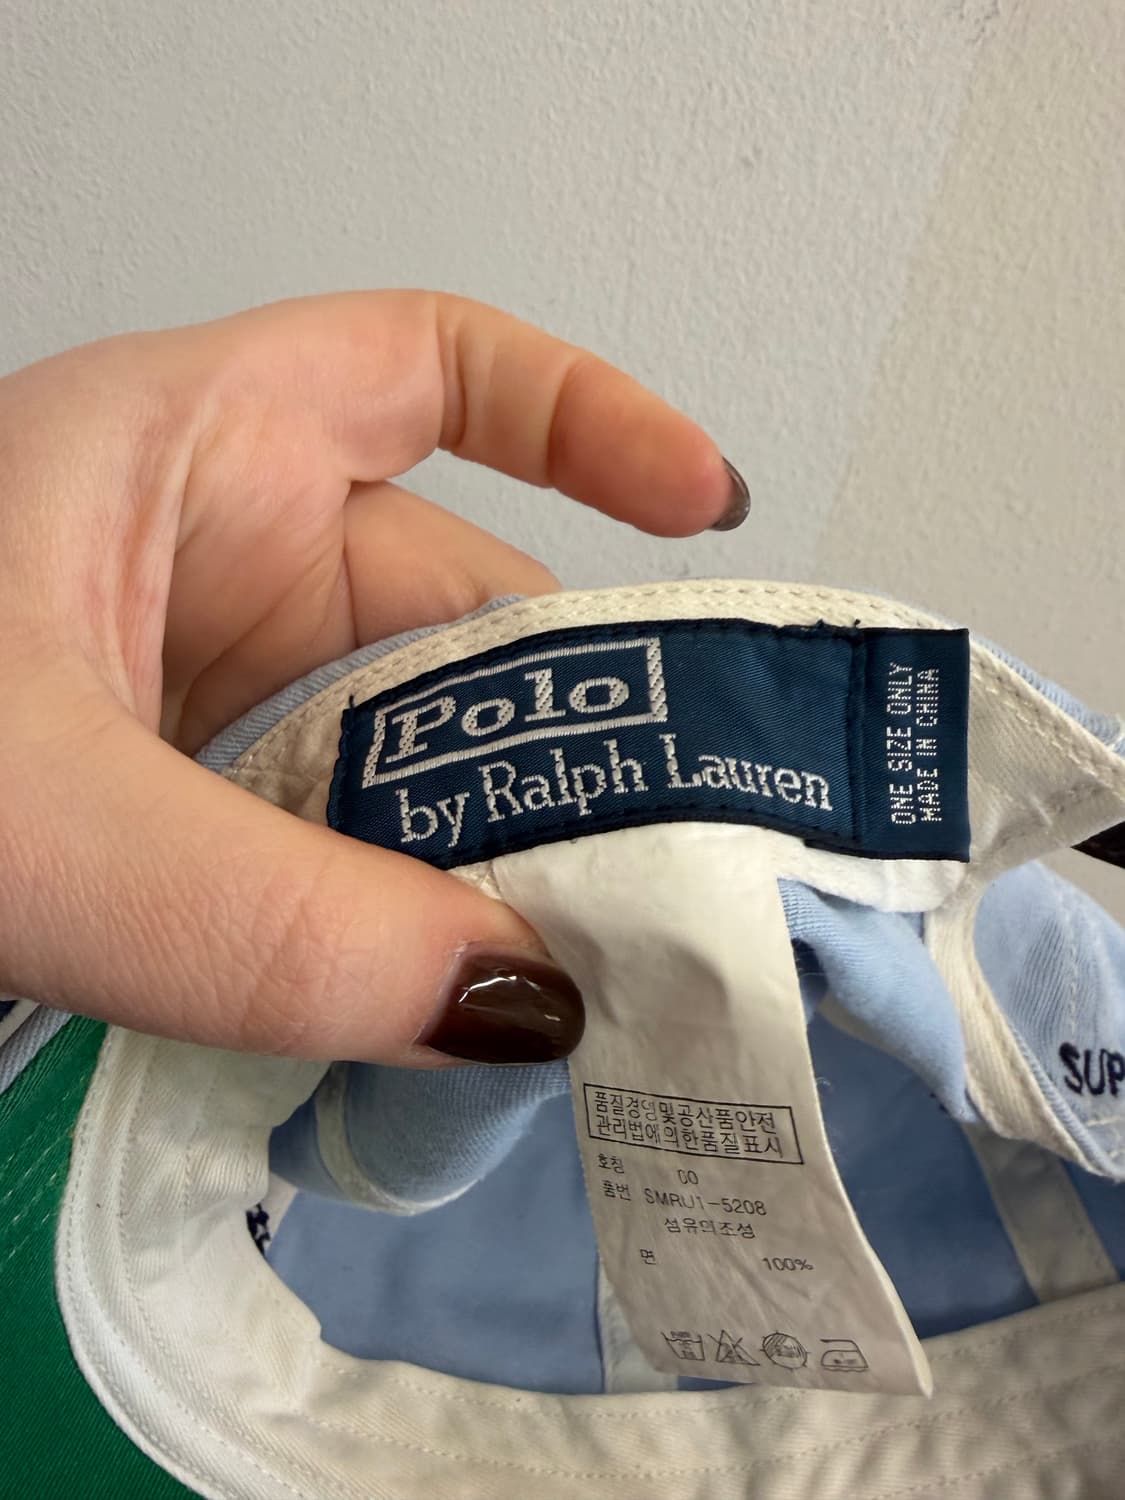 Polo
by Ralph Lauren
ONE SIZE ONLY
MADE IN CHINA
SUP
품질경영및공산품안전
관리법에의한품질표시
호칭 00
품번 SMRU1-5208
섬유의조성
면 100%